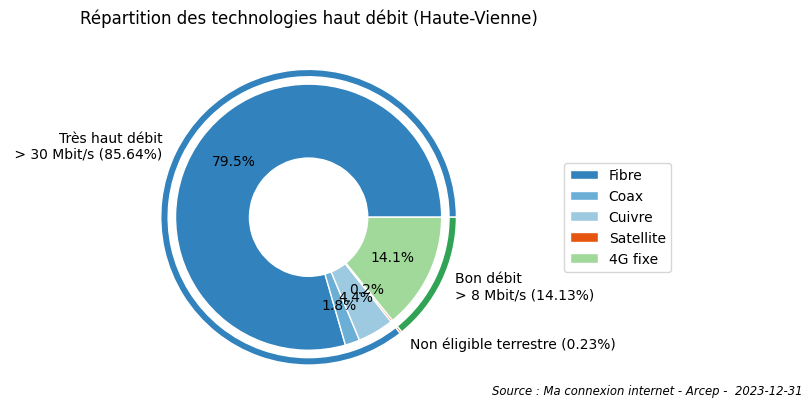 Répartition des technologies haut débit (Haute-Vienne)
Très haut débit
> 30 Mbit/s (85.64%)
79.5%
Fibre
Coax
Cuivre
Satellite
4G fixe
14.1%
0.2%
4.4%
1.8%
Bon débit
> 8 Mbit/s (14.13%)
Non éligible terrestre (0.23%)
Source : Ma connexion internet - Arcep - 2023-12-31